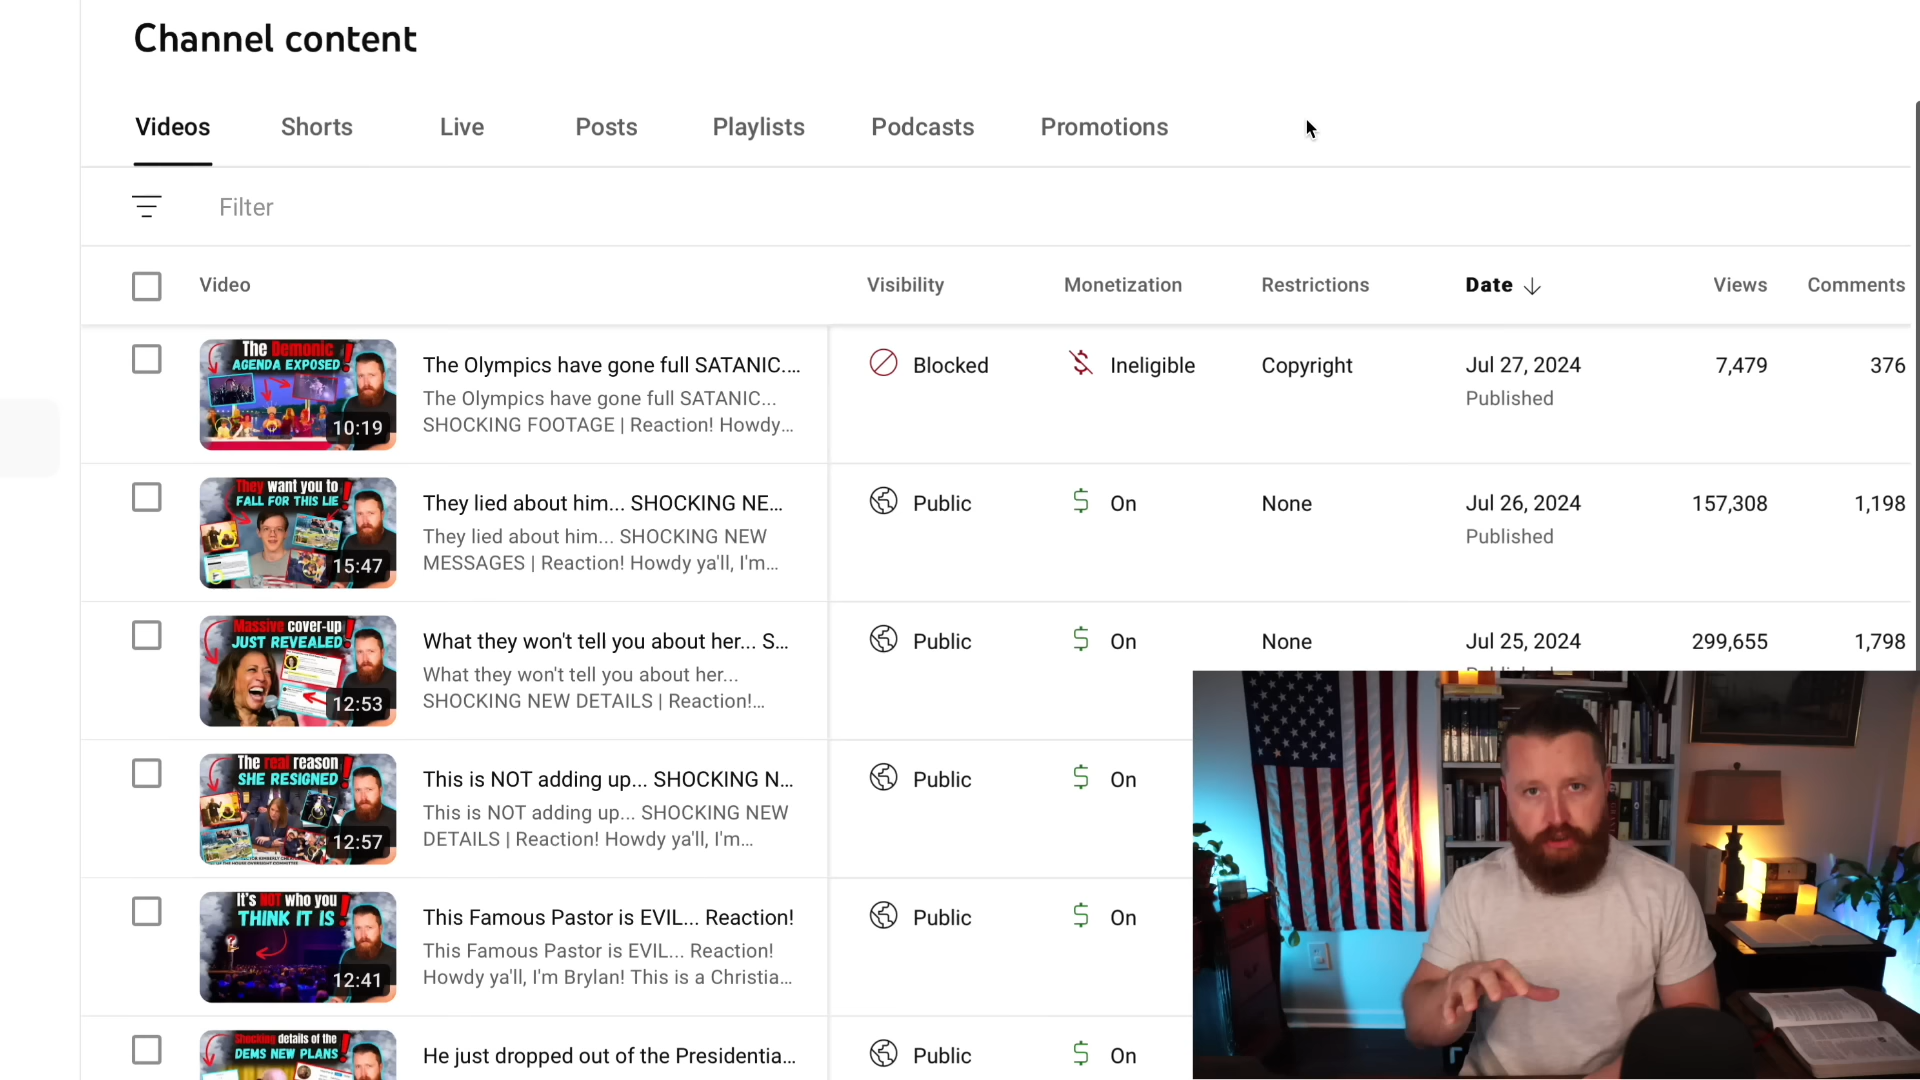 Channel content
Videos Shorts Live Posts Playlists Podcasts Promotions
Filter
Video Visibility Monetization Restrictions Date Views Comments
The Demonic
AGENDA EXPOSED!
10:19
The Olympics have gone full SATANIC.... Blocked Ineligible Copyright Jul 27, 2024 7,479 376
The Olympics have gone full SATANIC... Published
SHOCKING FOOTAGE | Reaction! Howdy...
They want you to
FALL FOR THIS LIE!
15:47
They lied about him... SHOCKING NE... Public On None Jul 26, 2024 157,308 1,198
They lied about him... SHOCKING NEW Published
MESSAGES | Reaction! Howdy ya'll, I'm...
Massive cover-up
JUST REVEALED!
12:53
What they won't tell you about her... S... Public On None Jul 25, 2024 299,655 1,798
What they won't tell you about her...
SHOCKING NEW DETAILS | Reaction!...
The real reason
SHE RESIGNED!
12:57
This is NOT adding up... SHOCKING N... Public On
This is NOT adding up... SHOCKING NEW
DETAILS | Reaction! Howdy ya'll, I'm...
It's NOT who you
THINK IT IS!
12:41
This Famous Pastor is EVIL... Reaction! Public On
This Famous Pastor is EVIL... Reaction!
Howdy ya'll, I'm Brylan! This is a Christia...
Shocking details of the
DEMS NEW PLANS!
He just dropped out of the Presidentia... Public On